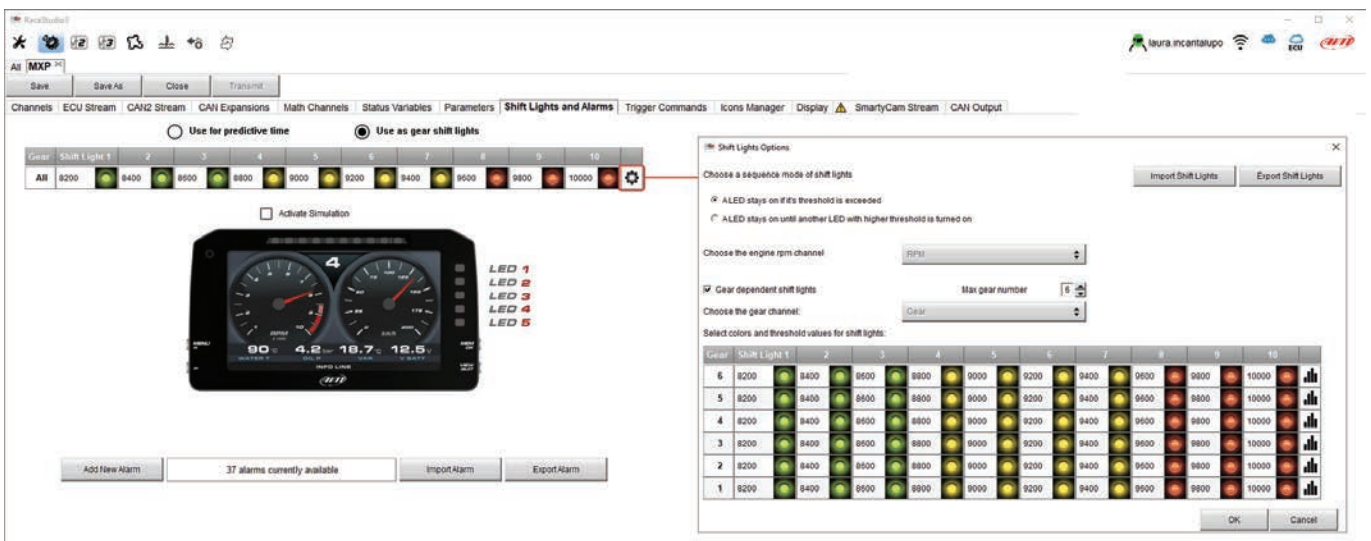 RaceStudio3
laura.incantalupo
ECU
AiM
All MXP
Save Save As Close Transmit
Channels ECU Stream CAN2 Stream CAN Expansions Math Channels Status Variables Parameters Shift Lights and Alarms Trigger Commands Icons Manager Display SmartyCam Stream CAN Output
Use for predictive time Use as gear shift lights
Gear Shift Light 1 2 3 4 5 6 7 8 9 10
All 8200 8400 8600 8800 9000 9200 9400 9600 9800 10000
Activate Simulation
4
LED 1
LED 2
LED 3
LED 4
LED 5
RPM
km/h
90 °C 4.2 bar 18.7 °C 12.5 V
WATER T OIL P V BATT
INFO LINE
MENU
AiM
Add New Alarm 37 alarms currently available Import Alarm Export Alarm
Shift Lights Options
Choose a sequence mode of shift lights Import Shift Lights Export Shift Lights
A LED stays on if it's threshold is exceeded
A LED stays on until another LED with higher threshold is turned on
Choose the engine rpm channel RPM
Gear dependent shift lights Max gear number 6
Choose the gear channel: Gear
Select colors and threshold values for shift lights:
Gear Shift Light 1 2 3 4 5 6 7 8 9 10
6 8200 8400 8600 8800 9000 9200 9400 9600 9800 10000
5 8200 8400 8600 8800 9000 9200 9400 9600 9800 10000
4 8200 8400 8600 8800 9000 9200 9400 9600 9800 10000
3 8200 8400 8600 8800 9000 9200 9400 9600 9800 10000
2 8200 8400 8600 8800 9000 9200 9400 9600 9800 10000
1 8200 8400 8600 8800 9000 9200 9400 9600 9800 10000
OK Cancel